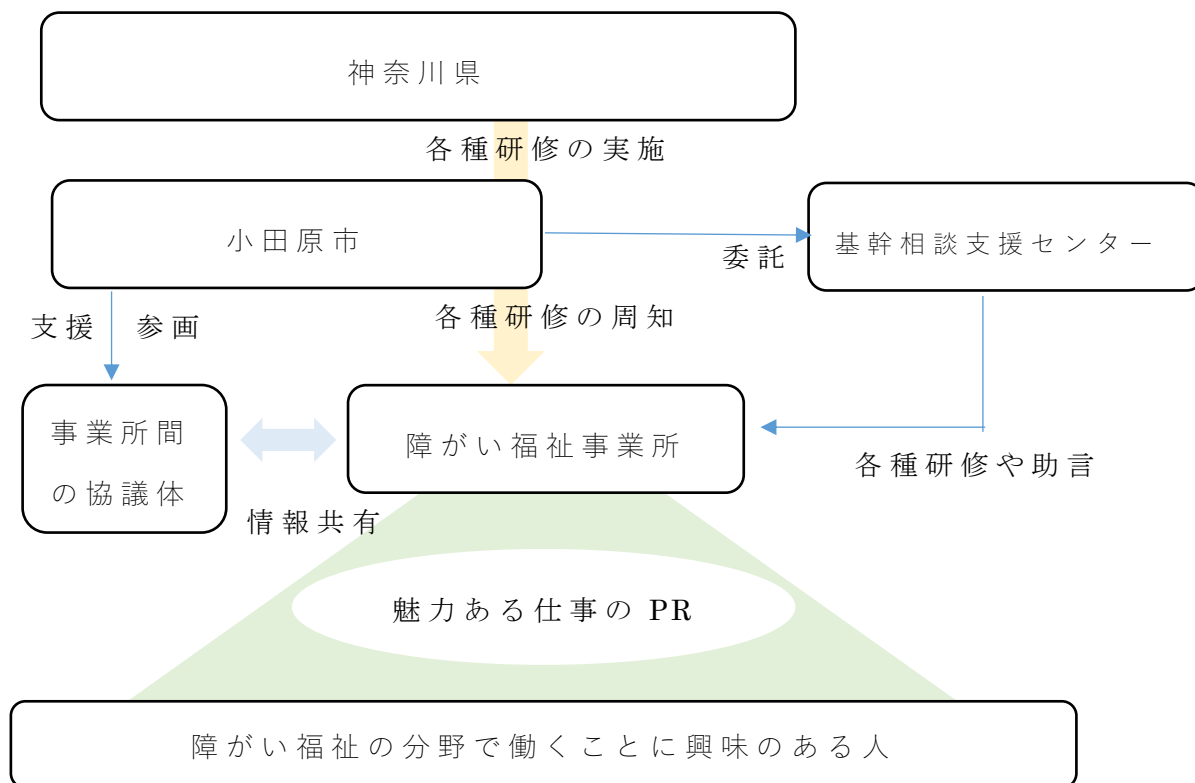 神奈川県
各種研修の実施
小田原市
委託
基幹相談支援センター
各種研修の周知
支援 参画
事業所間
の協議体
障がい福祉事業所
各種研修や助言
情報共有
魅力ある仕事の PR
障がい福祉の分野で働くことに興味のある人